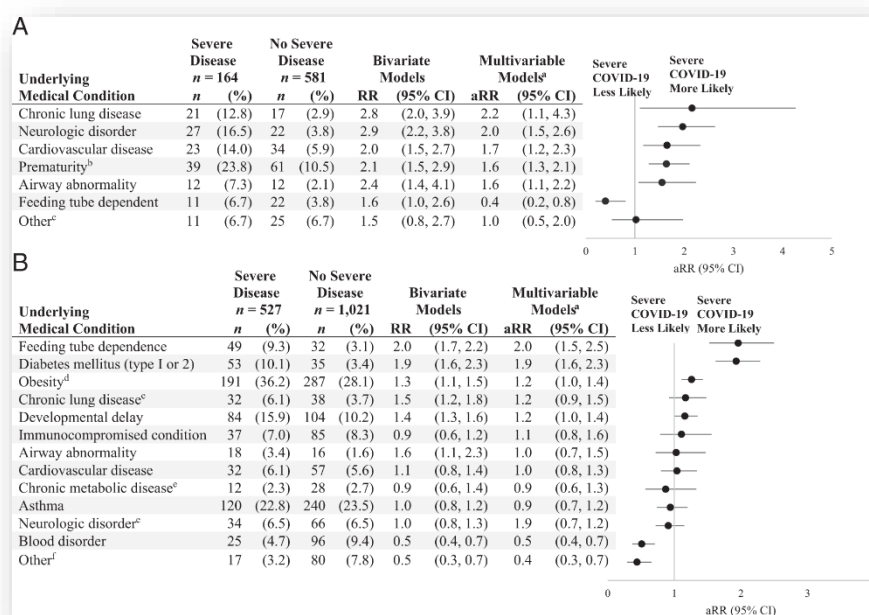 A
Severe Disease n = 164 No Severe Disease n = 581 Bivariate Models Multivariable Modelsᵃ
Underlying Medical Condition n (%) n (%) RR (95% CI) aRR (95% CI)
Severe COVID-19 Less Likely Severe COVID-19 More Likely
Chronic lung disease 21 (12.8) 17 (2.9) 2.8 (2.0, 3.9) 2.2 (1.1, 4.3)
Neurologic disorder 27 (16.5) 22 (3.8) 2.9 (2.2, 3.8) 2.0 (1.5, 2.6)
Cardiovascular disease 23 (14.0) 34 (5.9) 2.0 (1.5, 2.7) 1.7 (1.2, 2.3)
Prematurityᵇ 39 (23.8) 61 (10.5) 2.1 (1.5, 2.9) 1.6 (1.3, 2.1)
Airway abnormality 12 (7.3) 12 (2.1) 2.4 (1.4, 4.1) 1.6 (1.1, 2.2)
Feeding tube dependent 11 (6.7) 22 (3.8) 1.6 (1.0, 2.6) 0.4 (0.2, 0.8)
Otherᶜ 11 (6.7) 25 (6.7) 1.5 (0.8, 2.7) 1.0 (0.5, 2.0)
0 1 2 3 4 5
aRR (95% CI)
B
Severe Disease n = 527 No Severe Disease n = 1,021 Bivariate Models Multivariable Modelsᵃ
Underlying Medical Condition n (%) n (%) RR (95% CI) aRR (95% CI)
Severe COVID-19 Less Likely Severe COVID-19 More Likely
Feeding tube dependence 49 (9.3) 32 (3.1) 2.0 (1.7, 2.2) 2.0 (1.5, 2.5)
Diabetes mellitus (type I or 2) 53 (10.1) 35 (3.4) 1.9 (1.6, 2.3) 1.9 (1.6, 2.3)
Obesityᵈ 191 (36.2) 287 (28.1) 1.3 (1.1, 1.5) 1.2 (1.0, 1.4)
Chronic lung diseaseᵉ 32 (6.1) 38 (3.7) 1.5 (1.2, 1.8) 1.2 (0.9, 1.5)
Developmental delay 84 (15.9) 104 (10.2) 1.4 (1.3, 1.6) 1.2 (1.0, 1.4)
Immunocompromised condition 37 (7.0) 85 (8.3) 0.9 (0.6, 1.2) 1.1 (0.8, 1.6)
Airway abnormality 18 (3.4) 16 (1.6) 1.6 (1.1, 2.3) 1.0 (0.7, 1.5)
Cardiovascular disease 32 (6.1) 57 (5.6) 1.1 (0.8, 1.4) 1.0 (0.8, 1.3)
Chronic metabolic diseaseᵉ 12 (2.3) 28 (2.7) 0.9 (0.6, 1.4) 0.9 (0.6, 1.3)
Asthma 120 (22.8) 240 (23.5) 1.0 (0.8, 1.2) 0.9 (0.7, 1.2)
Neurologic disorderᶜ 34 (6.5) 66 (6.5) 1.0 (0.8, 1.3) 1.9 (0.7, 1.2)
Blood disorder 25 (4.7) 96 (9.4) 0.5 (0.4, 0.7) 0.5 (0.4, 0.7)
Otherᶠ 17 (3.2) 80 (7.8) 0.5 (0.3, 0.7) 0.4 (0.3, 0.7)
0 1 2 3
aRR (95% CI)